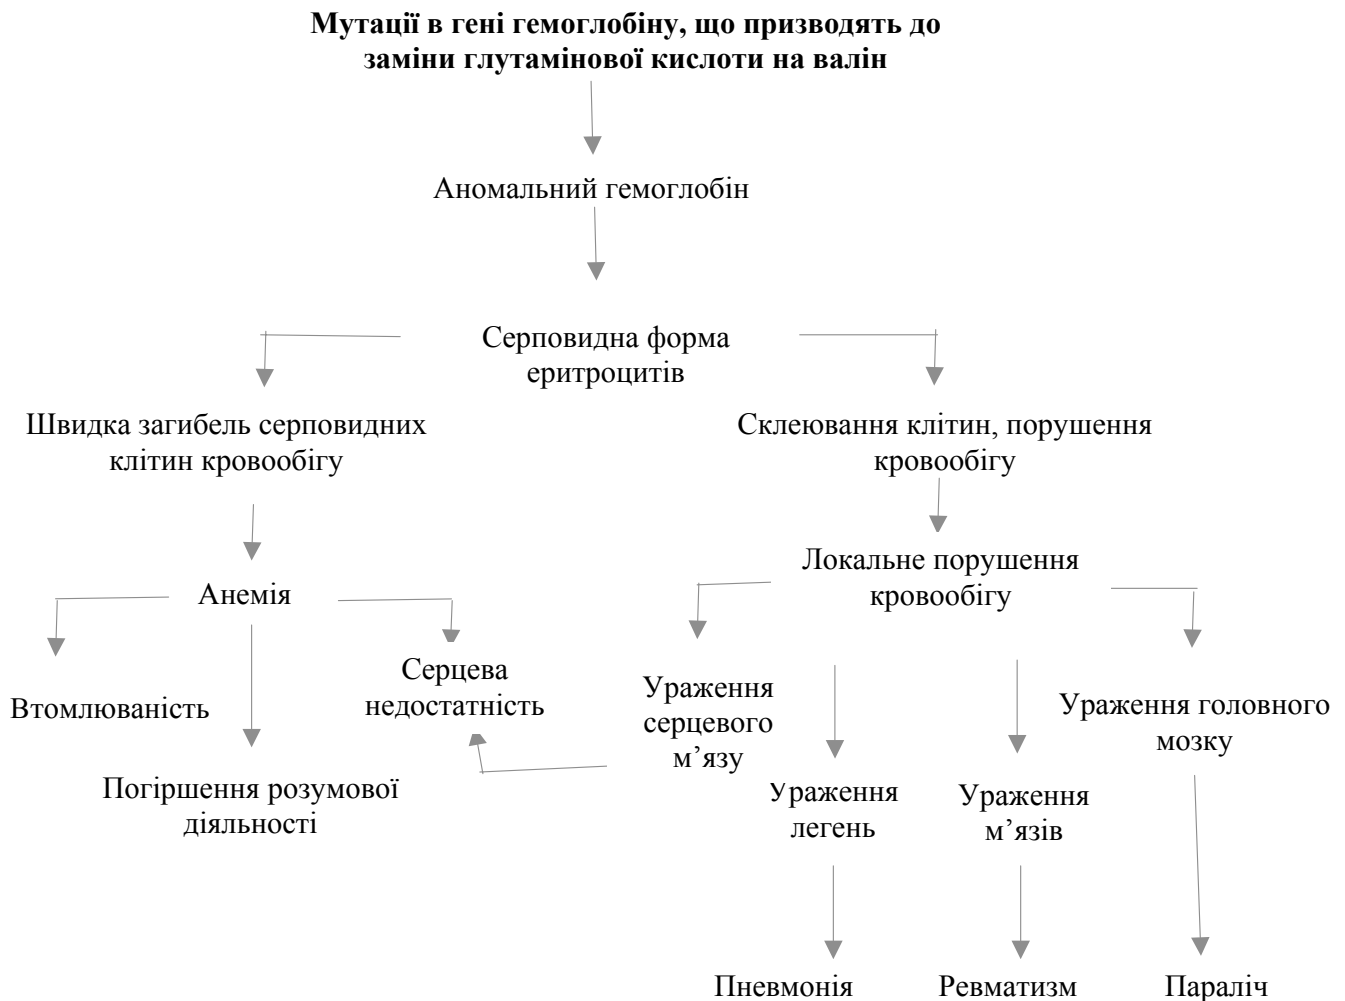 Мутації в гені гемоглобіну, що призводять до
заміни глутамінової кислоти на валін
Аномальний гемоглобін
Серповидна форма
еритроцитів
Швидка загибель серповидних
клітин кровообігу
Склеювання клітин, порушення
кровообігу
Анемія
Локальне порушення
кровообігу
Втомлюваність
Серцева
недостатність
Погіршення розумової
діяльності
Ураження
серцевого
м’язу
Ураження
легень
Ураження
м’язів
Ураження головного
мозку
Пневмонія
Ревматизм
Параліч